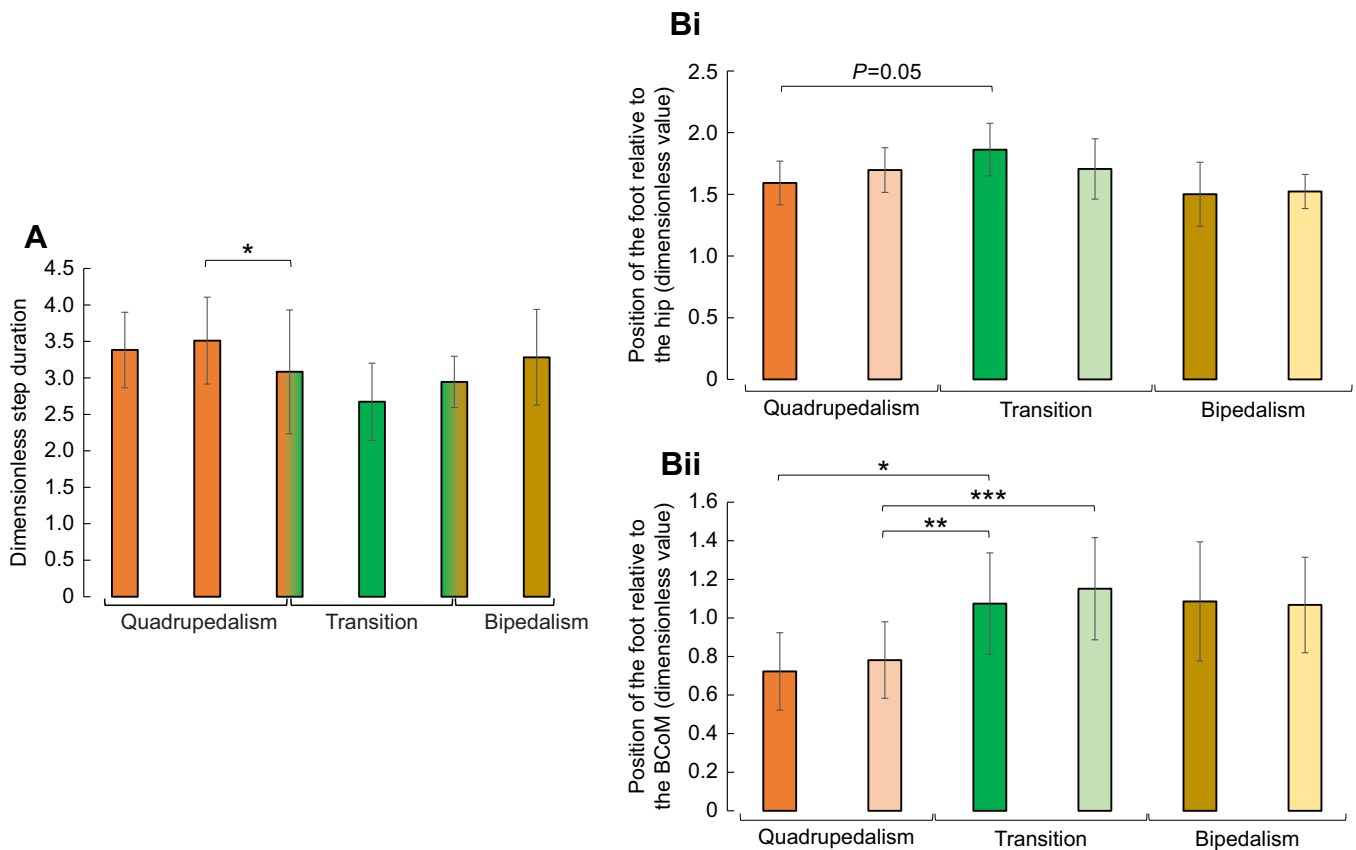 A
*
Dimensionless step duration
4.5
4.0
3.5
3.0
2.5
2.0
1.5
1.0
0.5
0
Quadrupedalism Transition Bipedalism
Bi
P=0.05
Position of the foot relative to
the hip (dimensionless value)
2.5
2.0
1.5
1.0
0.5
0
Quadrupedalism Transition Bipedalism
Bii
*
***
**
Position of the foot relative to
the BCoM (dimensionless value)
1.6
1.4
1.2
1.0
0.8
0.6
0.4
0.2
0
Quadrupedalism Transition Bipedalism